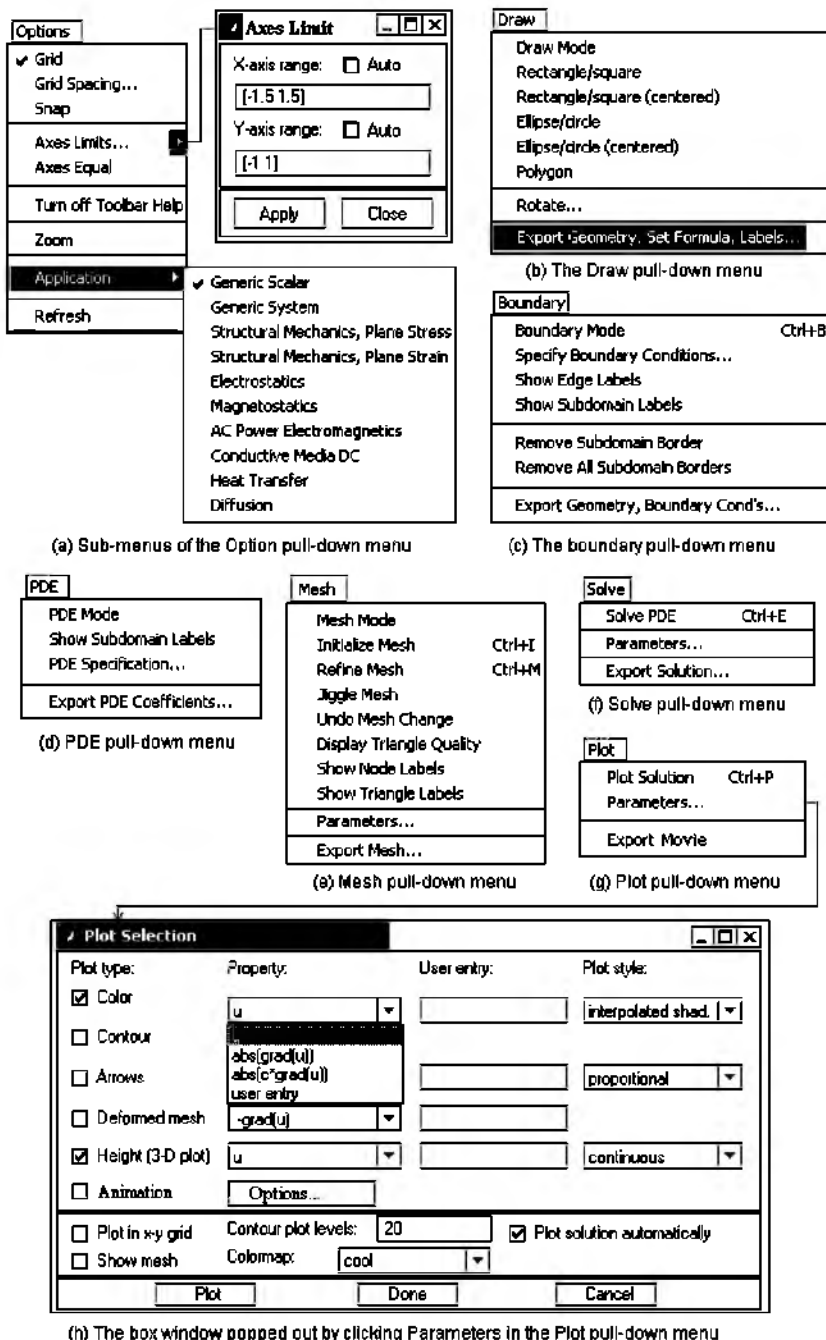 Options
Grid
Grid Spacing...
Snap
Axes Limits...
Axes Equal
Turn off Toolbar Help
Zoom
Application
Refresh
Axes Limit
X-axis range: Auto
[-1.5 1.5]
Y-axis range: Auto
[-1 1]
Apply Close
Generic Scalar
Generic System
Structural Mechanics, Plane Stress
Structural Mechanics, Plane Strain
Electrostatics
Magnetostatics
AC Power Electromagnetics
Conductive Media DC
Heat Transfer
Diffusion
(a) Sub-menus of the Option pull-down menu
Draw
Draw Mode
Rectangle/square
Rectangle/square (centered)
Ellipse/circle
Ellipse/circle (centered)
Polygon
Rotate...
Export Geometry, Set Formula, Labels...
(b) The Draw pull-down menu
Boundary
Boundary Mode Ctrl+B
Specify Boundary Conditions...
Show Edge Labels
Show Subdomain Labels
Remove Subdomain Border
Remove All Subdomain Borders
Export Geometry, Boundary Cond's...
(c) The boundary pull-down menu
PDE
PDE Mode
Show Subdomain Labels
PDE Specification...
Export PDE Coefficients...
(d) PDE pull-down menu
Mesh
Mesh Mode
Initialize Mesh Ctrl+I
Refine Mesh Ctrl+M
Jiggle Mesh
Undo Mesh Change
Display Triangle Quality
Show Node Labels
Show Triangle Labels
Parameters...
Export Mesh...
(e) Mesh pull-down menu
Solve
Solve PDE Ctrl+E
Parameters...
Export Solution...
(f) Solve pull-down menu
Plot
Plot Solution Ctrl+P
Parameters...
Export Movie
(g) Plot pull-down menu
Plot Selection
Plot type: Property: User entry: Plot style:
Color u interpolated shad.
Contour
abs(grad(u))
abs(c*grad(u))
user entry
Arrows proportional
Deformed mesh -grad(u)
Height (3-D plot) u continuous
Animation Options...
Plot in x-y grid Contour plot levels: 20 Plot solution automatically
Show mesh Colormap: cool
Plot Done Cancel
(h) The box window popped out by clicking Parameters in the Plot pull-down menu